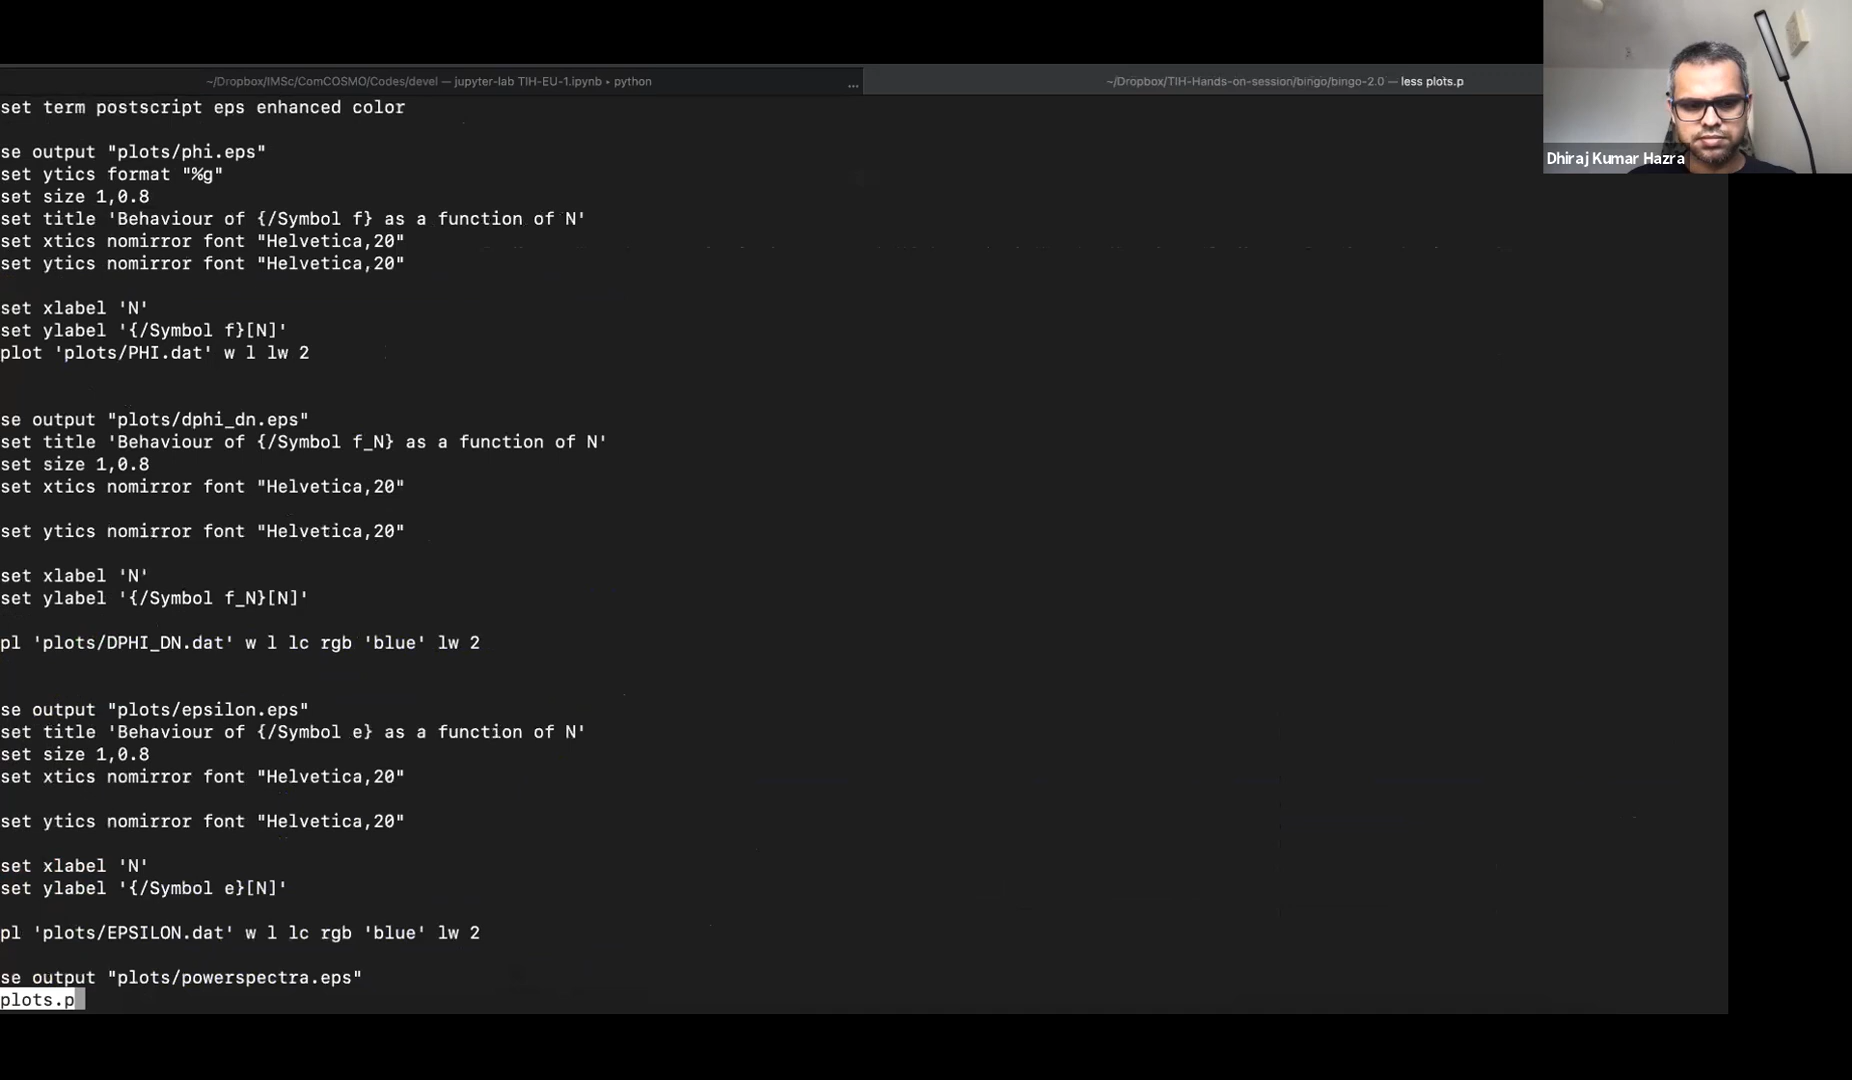 ~/Dropbox/IMSc/ComCOSMO/Codes/devel — jupyter-lab TIH-EU-1.ipynb ▸ python
...
~/Dropbox/TIH-Hands-on-session/bingo/bingo-2.0 — less plots.p
Dhiraj Kumar Hazra
set term postscript eps enhanced color
se output "plots/phi.eps"
set ytics format "%g"
set size 1,0.8
set title 'Behaviour of {/Symbol f} as a function of N'
set xtics nomirror font "Helvetica,20"
set ytics nomirror font "Helvetica,20"
set xlabel 'N'
set ylabel '{/Symbol f}[N]'
plot 'plots/PHI.dat' w l lw 2
se output "plots/dphi_dn.eps"
set title 'Behaviour of {/Symbol f_N} as a function of N'
set size 1,0.8
set xtics nomirror font "Helvetica,20"
set ytics nomirror font "Helvetica,20"
set xlabel 'N'
set ylabel '{/Symbol f_N}[N]'
pl 'plots/DPHI_DN.dat' w l lc rgb 'blue' lw 2
se output "plots/epsilon.eps"
set title 'Behaviour of {/Symbol e} as a function of N'
set size 1,0.8
set xtics nomirror font "Helvetica,20"
set ytics nomirror font "Helvetica,20"
set xlabel 'N'
set ylabel '{/Symbol e}[N]'
pl 'plots/EPSILON.dat' w l lc rgb 'blue' lw 2
se output "plots/powerspectra.eps"
plots.p